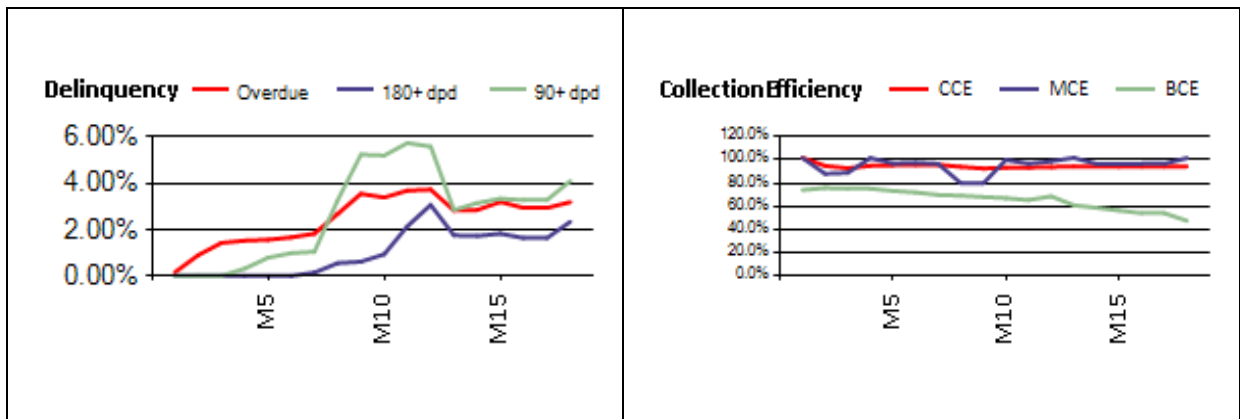 Delinquency Overdue 180+ dpd 90+ dpd
6.00%
4.00%
2.00%
0.00%
M5
M10
M15
Collection Efficiency CCE MCE BCE
120.0%
100.0%
80.0%
60.0%
40.0%
20.0%
0.0%
M5
M10
M15